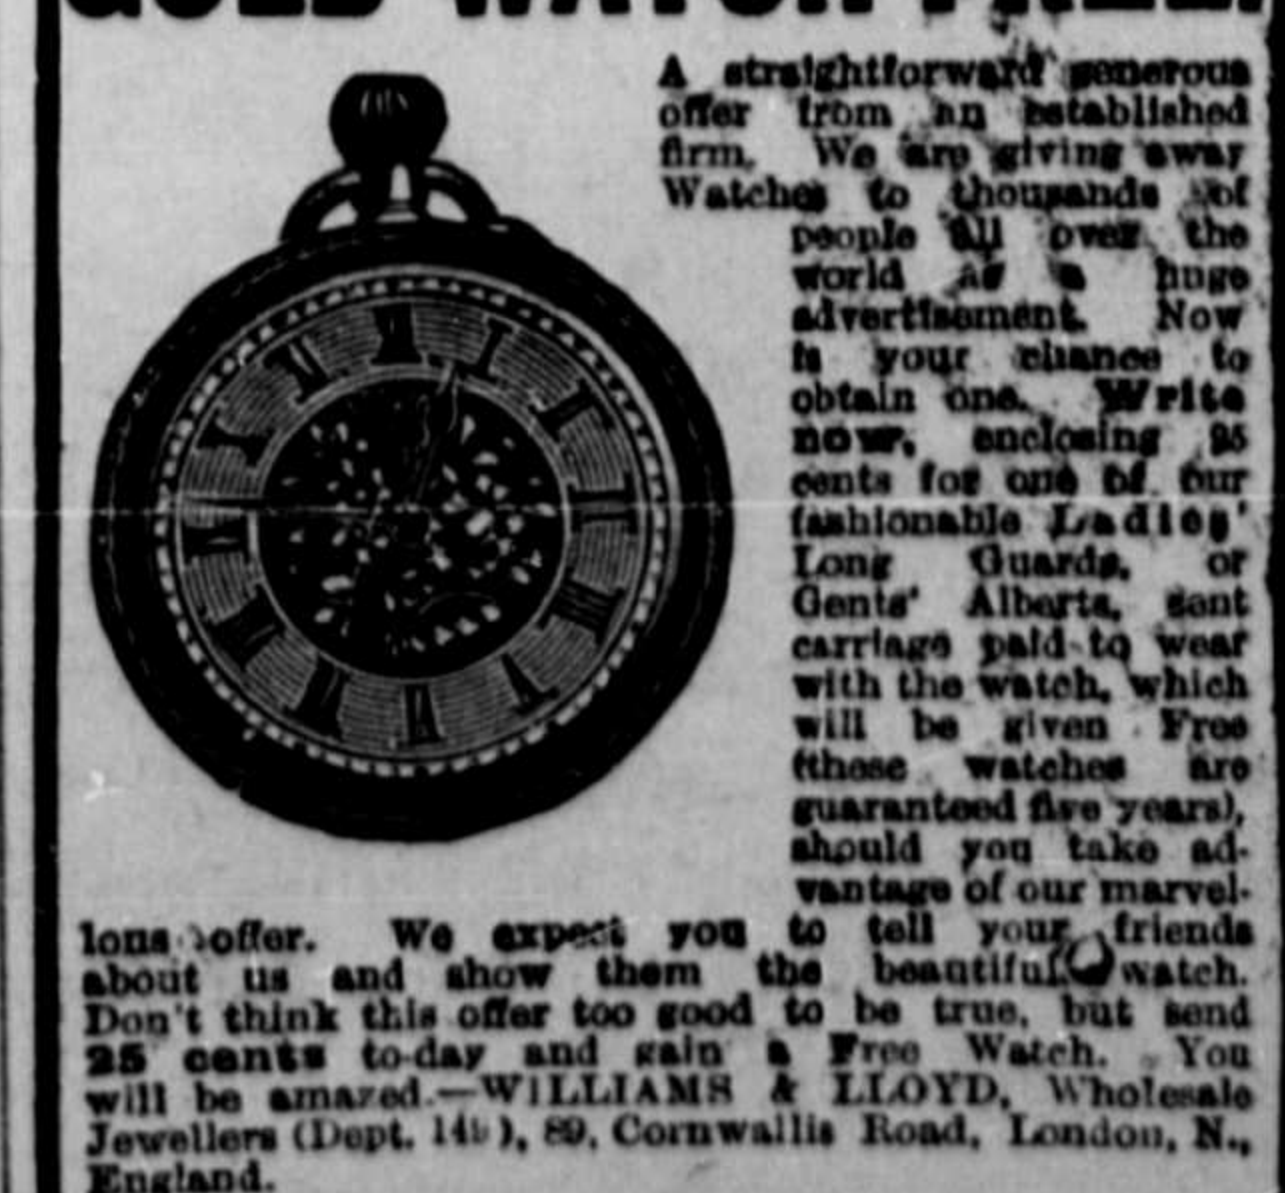 GOLD WATCH FREE.
A straightforward generous
offer from an established
firm. We are giving away
Watches to thousands of
people all over the
world as a huge
advertisement. Now
is your chance to
obtain one. Write
now, enclosing 25
cents for one of our
fashionable Ladies'
Long Guards, or
Gents' Alberts, sent
carriage paid to wear
with the watch, which
will be given Free
(these watches are
guaranteed five years),
should you take ad-
vantage of our marvel-
lous offer. We expect you to tell your friends
about us and show them the beautiful watch.
Don't think this offer too good to be true, but send
25 cents to-day and gain a Free Watch. You
will be amazed.—WILLIAMS & LLOYD, Wholesale
Jewellers (Dept. ), 89, Cornwallis Road, London, N.,
England.